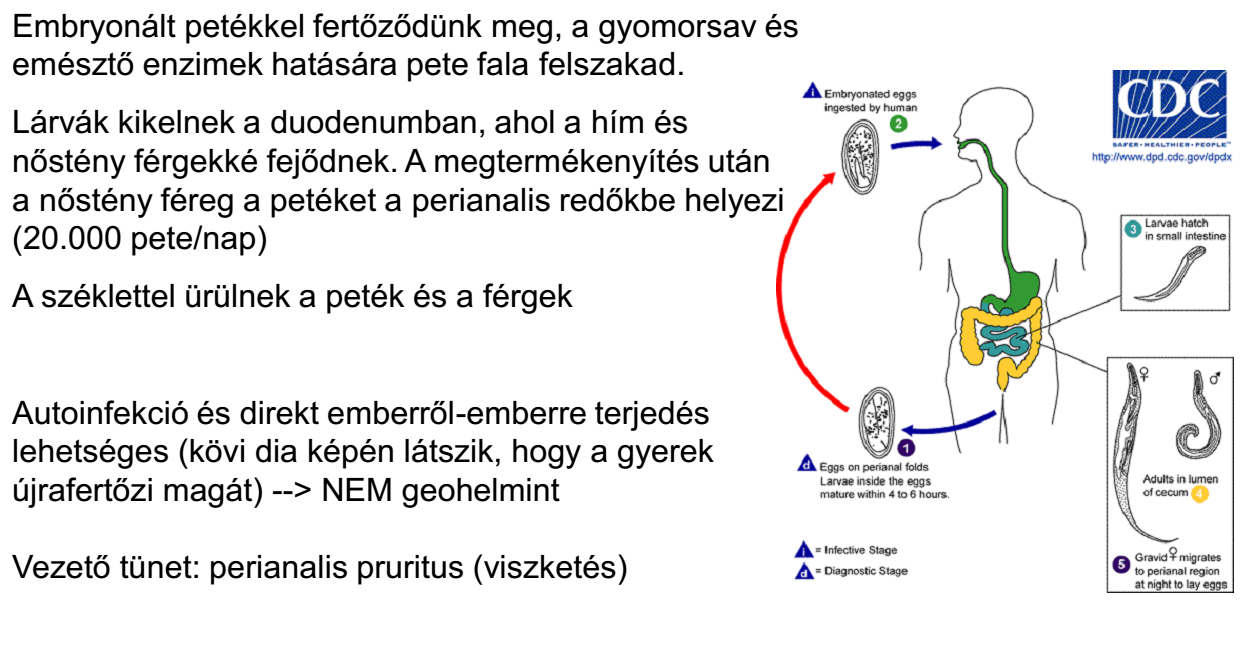 Embryonált petékkel fertőződünk meg, a gyomorsav és
emésztő enzimek hatására pete fala felszakad.
Lárvák kikelnek a duodenumban, ahol a hím és
nőstény férgekké fejődnek. A megtermékenyítés után
a nőstény féreg a petéket a perianalis redőkbe helyezi
(20.000 pete/nap)
A széklettel ürülnek a peték és a férgek
Autoinfekció és direkt emberről-emberre terjedés
lehetséges (kövi dia képén látszik, hogy a gyerek
újrafertőzi magát) --> NEM geohelmint
Vezető tünet: perianalis pruritus (viszketés)
i Embryonated eggs
ingested by human
2
CDC
SAFER • HEALTHIER • PEOPLE™
http://www.dpd.cdc.gov/dpdx
3 Larvae hatch
in small intestine
1
d Eggs on perianal folds
Larvae inside the eggs
mature within 4 to 6 hours.
i = Infective Stage
d = Diagnostic Stage
♀ ♂
Adults in lumen
of cecum 4
5 Gravid ♀ migrates
to perianal region
at night to lay eggs